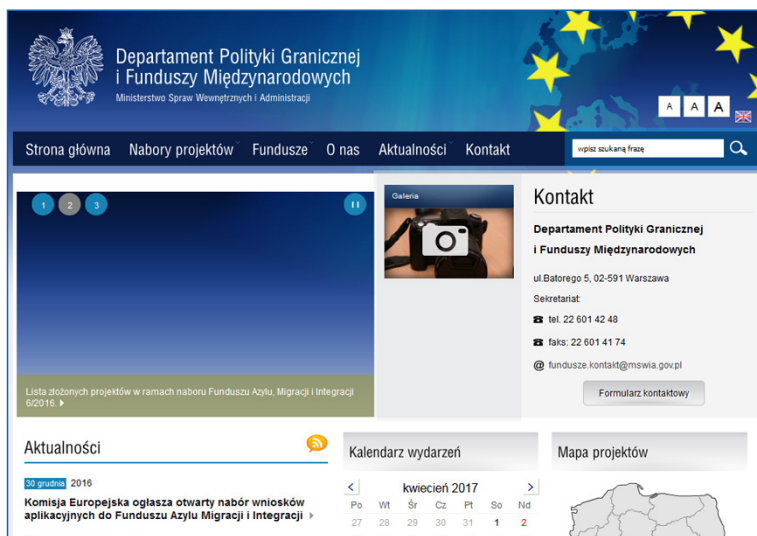 Departament Polityki Granicznej
i Funduszy Międzynarodowych
Ministerstwo Spraw Wewnętrznych i Administracji
A A A
Strona główna Nabory projektów Fundusze O nas Aktualności Kontakt
wpisz szukaną frazę
1 2 3
Lista złożonych projektów w ramach naboru Funduszu Azylu, Migracji i Integracji
6/2016.
Galeria
Kontakt
Departament Polityki Granicznej
i Funduszy Międzynarodowych
ul.Batorego 5, 02-591 Warszawa
Sekretariat:
tel. 22 601 42 48
faks: 22 601 41 74
@ fundusze.kontakt@mswia.gov.pl
Formularz kontaktowy
Aktualności
30 grudnia 2016
Komisja Europejska ogłasza otwarty nabór wniosków
aplikacyjnych do Funduszu Azylu Migracji i Integracji
Kalendarz wydarzeń
< kwiecień 2017 >
Po Wt Śr Cz Pt So Nd
27 28 29 30 31 1 2
Mapa projektów